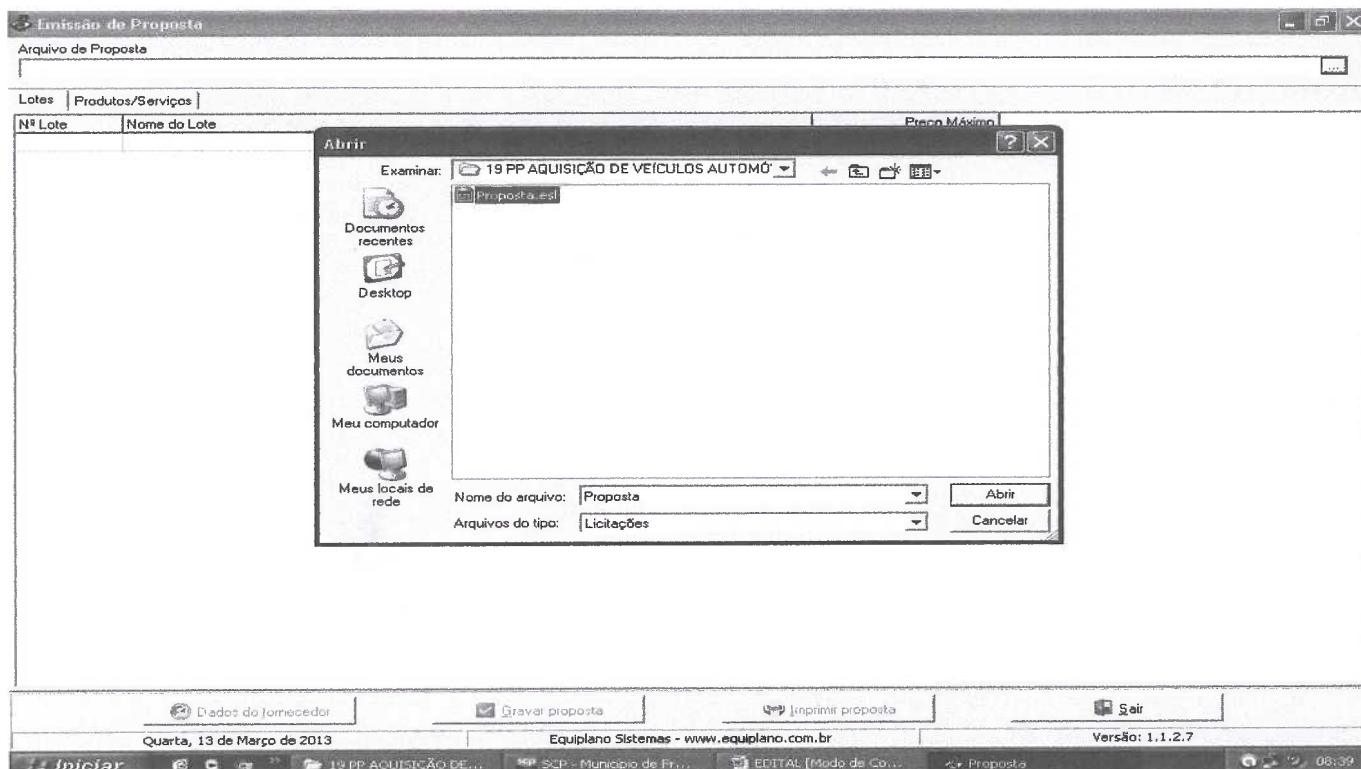 Emissão de Proposta
Arquivo de Proposta
...
Lotes Produtos/Serviços
Nº Lote Nome do Lote Preço Máximo
Abrir
Examinar: 19 PP AQUISIÇÃO DE VEÍCULOS AUTOMÓ
Proposta.esl
Documentos
recentes
Desktop
Meus
documentos
Meu computador
Meus locais de
rede
Nome do arquivo: Proposta Abrir
Arquivos do tipo: Licitações Cancelar
Dados do fornecedor Gravar proposta Imprimir proposta Sair
Quarta, 13 de Março de 2013 Equiplano Sistemas - www.equiplano.com.br Versão: 1.1.2.7
Iniciar 19 PP AQUISIÇÃO DE... SCP - Município de Fr... EDITAL [Modo de Co... Proposta 08:39